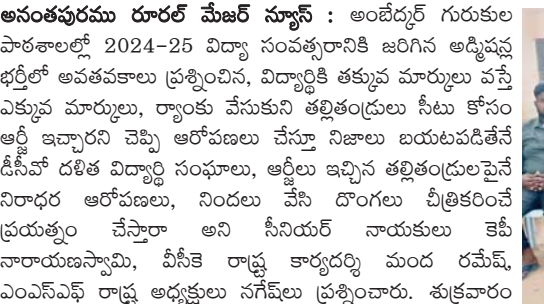 అనంతపురము రూరల్ మేజర్ న్యూస్ : అంబేద్కర్ గురుకుల
పాఠశాలల్లో 2024-25 విద్యా సంవత్సరానికి జరిగిన అడ్మిషన్ల
భర్తీలో అవతవకాలు ప్రశ్నించిన, విద్యార్థికి తక్కువ మార్కులు వస్తే
ఎక్కువ మార్కులు, ర్యాంకు వేసుకుని తల్లితండ్రులు సీటు కోసం
ఆర్జీ ఇచ్చారని చెప్పి ఆరోపణలు చేస్తూ నిజాలు బయటపడితేనే
డీసీవో దళిత విద్యార్థి సంఘాలు, ఆర్జీలు ఇచ్చిన తల్లితండ్రులపైనే
నిరాధర ఆరోపణలు, నిందలు వేసి దొంగలు చిత్రీకరించే
ప్రయత్నం చేస్తారా అని సీనియర్ నాయకులు కెపీ
నారాయణస్వామి, వీసీకె రాష్ట్ర కార్యదర్శి మంద రమేష్,
ఎంఎస్ఎఫ్ రాష్ట్ర అధ్యక్షులు నగేష్‌లు ప్రశ్నించారు. శుక్రవారం